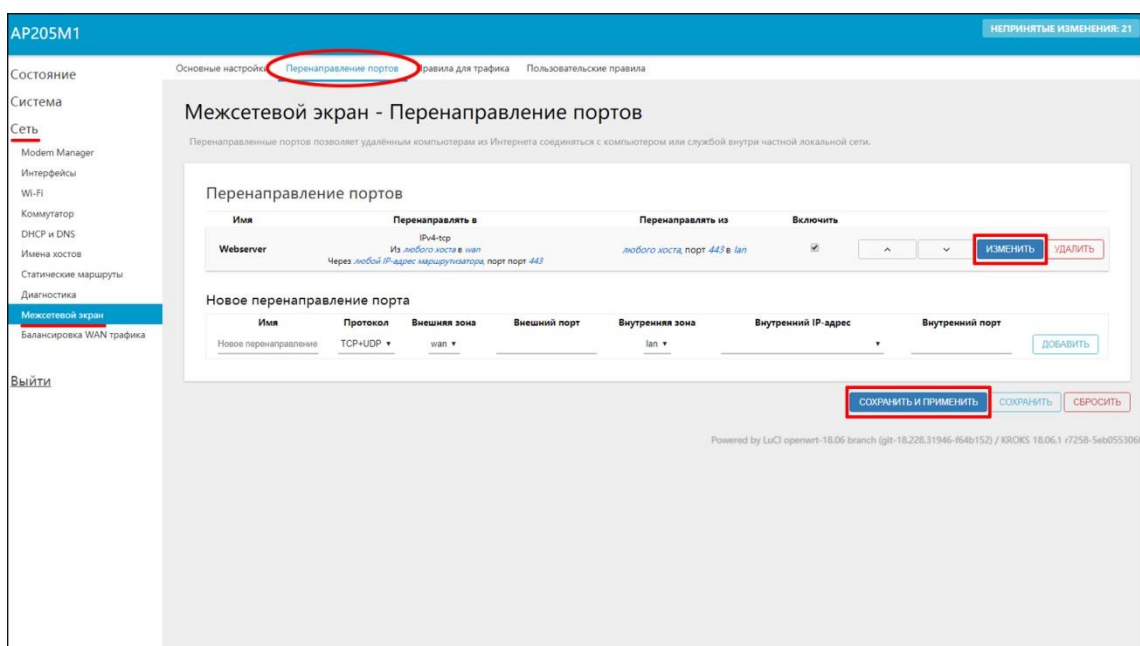 AP205M1
НЕПРИНЯТЫЕ ИЗМЕНЕНИЯ: 21
Состояние
Система
Сеть
Modem Manager
Интерфейсы
Wi-Fi
Коммутатор
DHCP и DNS
Имена хостов
Статические маршруты
Диагностика
Межсетевой экран
Балансировка WAN трафика
Выйти
Основные настройки Перенаправление портов Правила для трафика Пользовательские правила
Межсетевой экран - Перенаправление портов
Перенаправленные портов позволяет удалённым компьютерам из Интернета соединяться с компьютером или службой внутри частной локальной сети.
Перенаправление портов
Имя Перенаправлять в Перенаправлять из Включить
Webserver
IPv4-tcp
Из любого хоста в wan
Через любой IP-адрес маршрутизатора, порт порт 443
любого хоста, порт 443 в lan
ИЗМЕНИТЬ УДАЛИТЬ
Новое перенаправление порта
Имя Протокол Внешняя зона Внешний порт Внутренняя зона Внутренний IP-адрес Внутренний порт
Новое перенаправление TCP+UDP wan lan ДОБАВИТЬ
СОХРАНИТЬ И ПРИМЕНИТЬ СОХРАНИТЬ СБРОСИТЬ
Powered by LuCI openwrt-18.06 branch (git-18.228.31946-f64b152) / KROKS 18.06.1 r7258-5eb055306